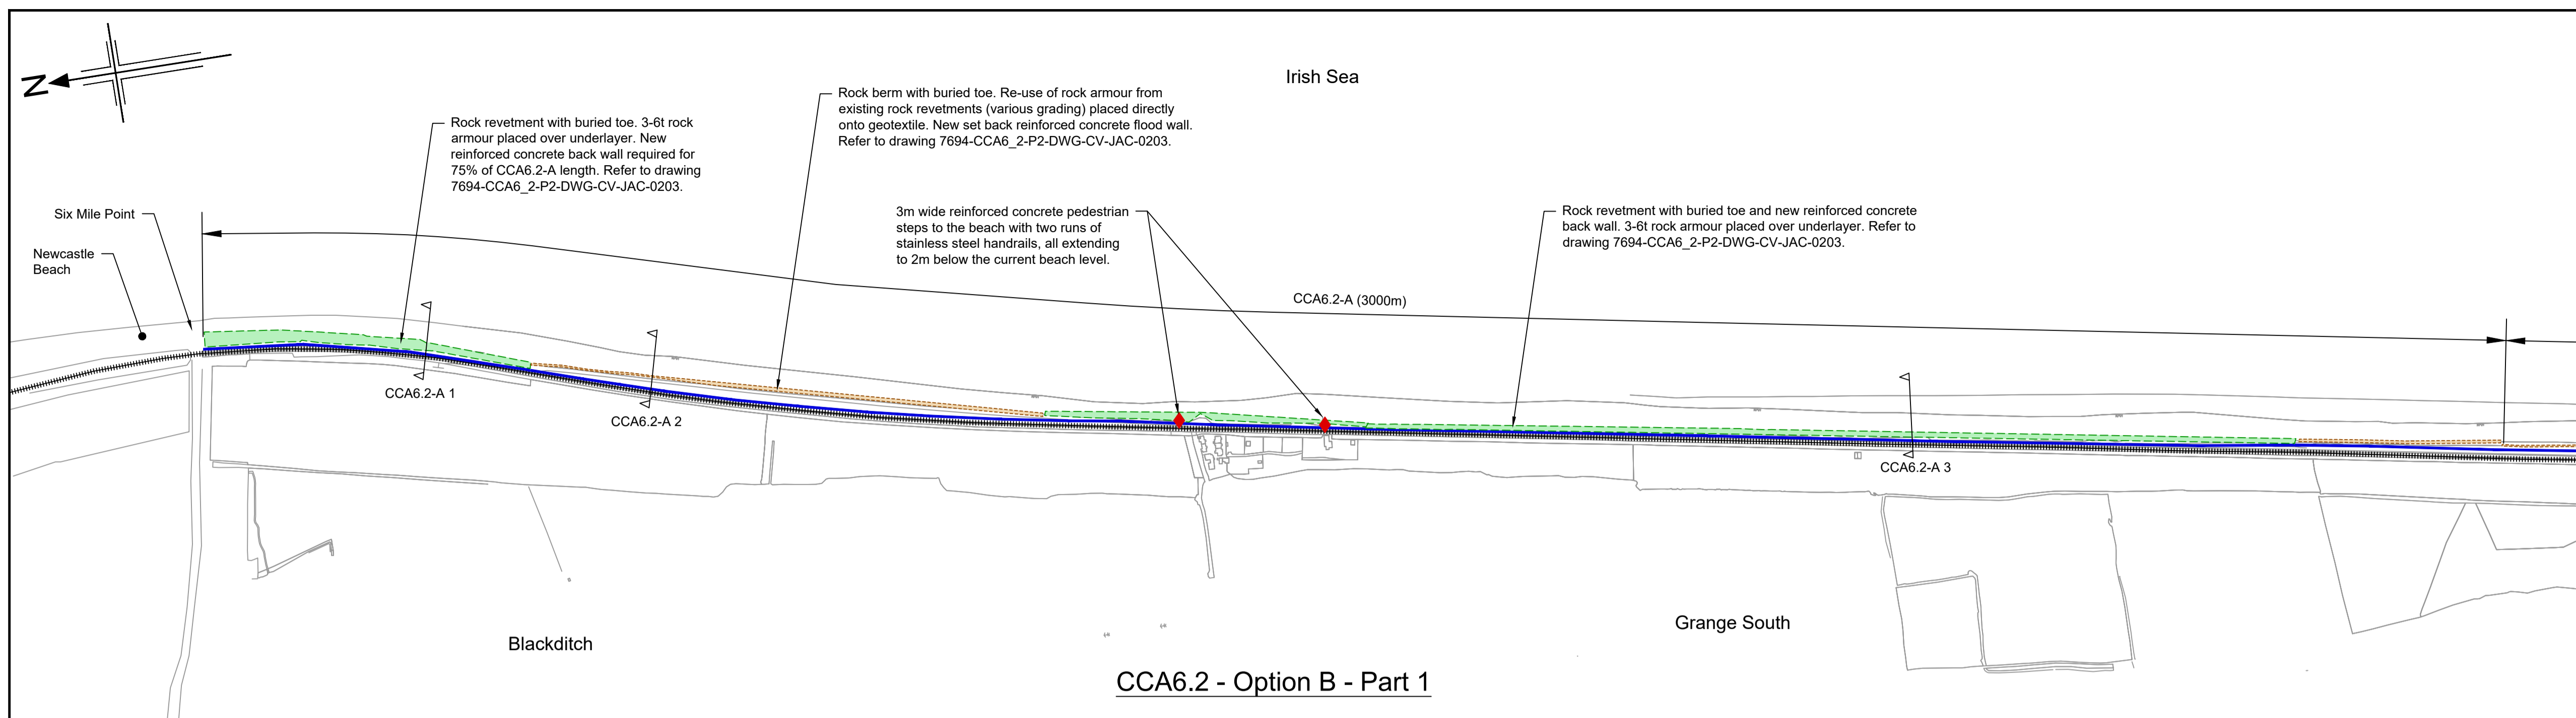 N
Irish Sea
Rock revetment with buried toe. 3-6t rock
armour placed over underlayer. New
reinforced concrete back wall required for
75% of CCA6.2-A length. Refer to drawing
7694-CCA6_2-P2-DWG-CV-JAC-0203.
Rock berm with buried toe. Re-use of rock armour from
existing rock revetments (various grading) placed directly
onto geotextile. New set back reinforced concrete flood wall.
Refer to drawing 7694-CCA6_2-P2-DWG-CV-JAC-0203.
Six Mile Point
Newcastle
Beach
3m wide reinforced concrete pedestrian
steps to the beach with two runs of
stainless steel handrails, all extending
to 2m below the current beach level.
Rock revetment with buried toe and new reinforced concrete
back wall. 3-6t rock armour placed over underlayer. Refer to
drawing 7694-CCA6_2-P2-DWG-CV-JAC-0203.
CCA6.2-A (3000m)
CCA6.2-A 1
CCA6.2-A 2
CCA6.2-A 3
Blackditch
Grange South
CCA6.2 - Option B - Part 1